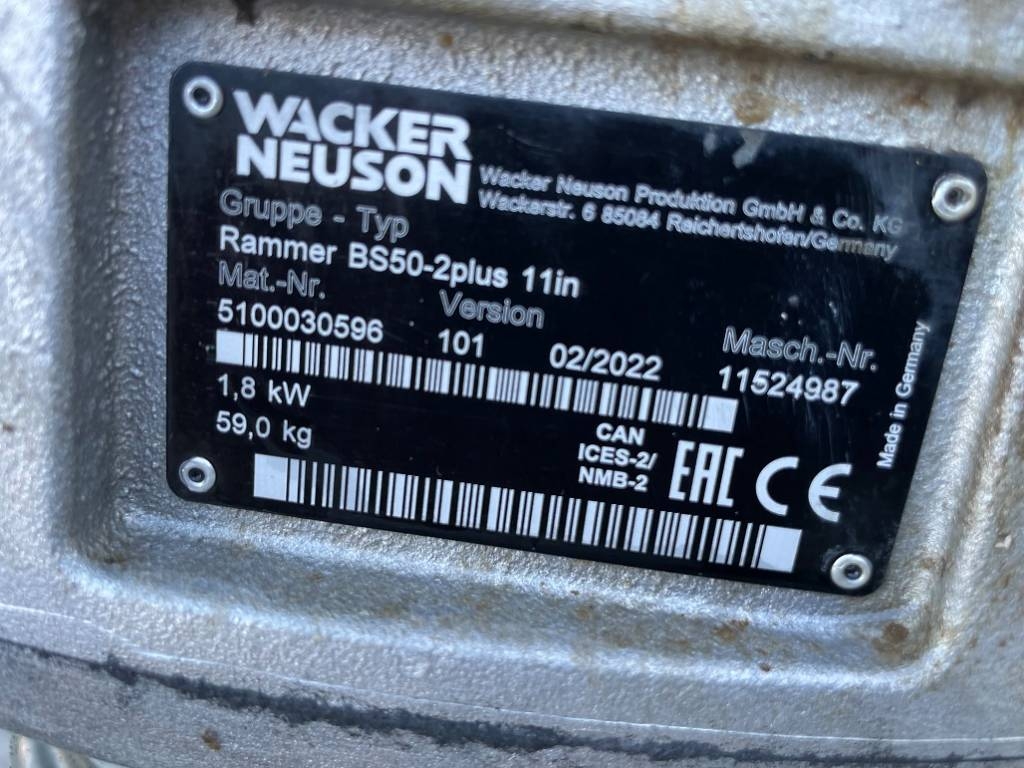 WACKER
NEUSON
Wacker Neuson Produktion GmbH & Co. KG
Wackerstr. 6 85084 Reichertshofen/Germany
Gruppe - Typ
Rammer BS50-2plus 11in
Mat.-Nr. Version Masch.-Nr.
5100030596 101 02/2022 11524987
1,8 kW
59,0 kg
CAN
ICES-2/
NMB-2
EAC CE
Made in Germany